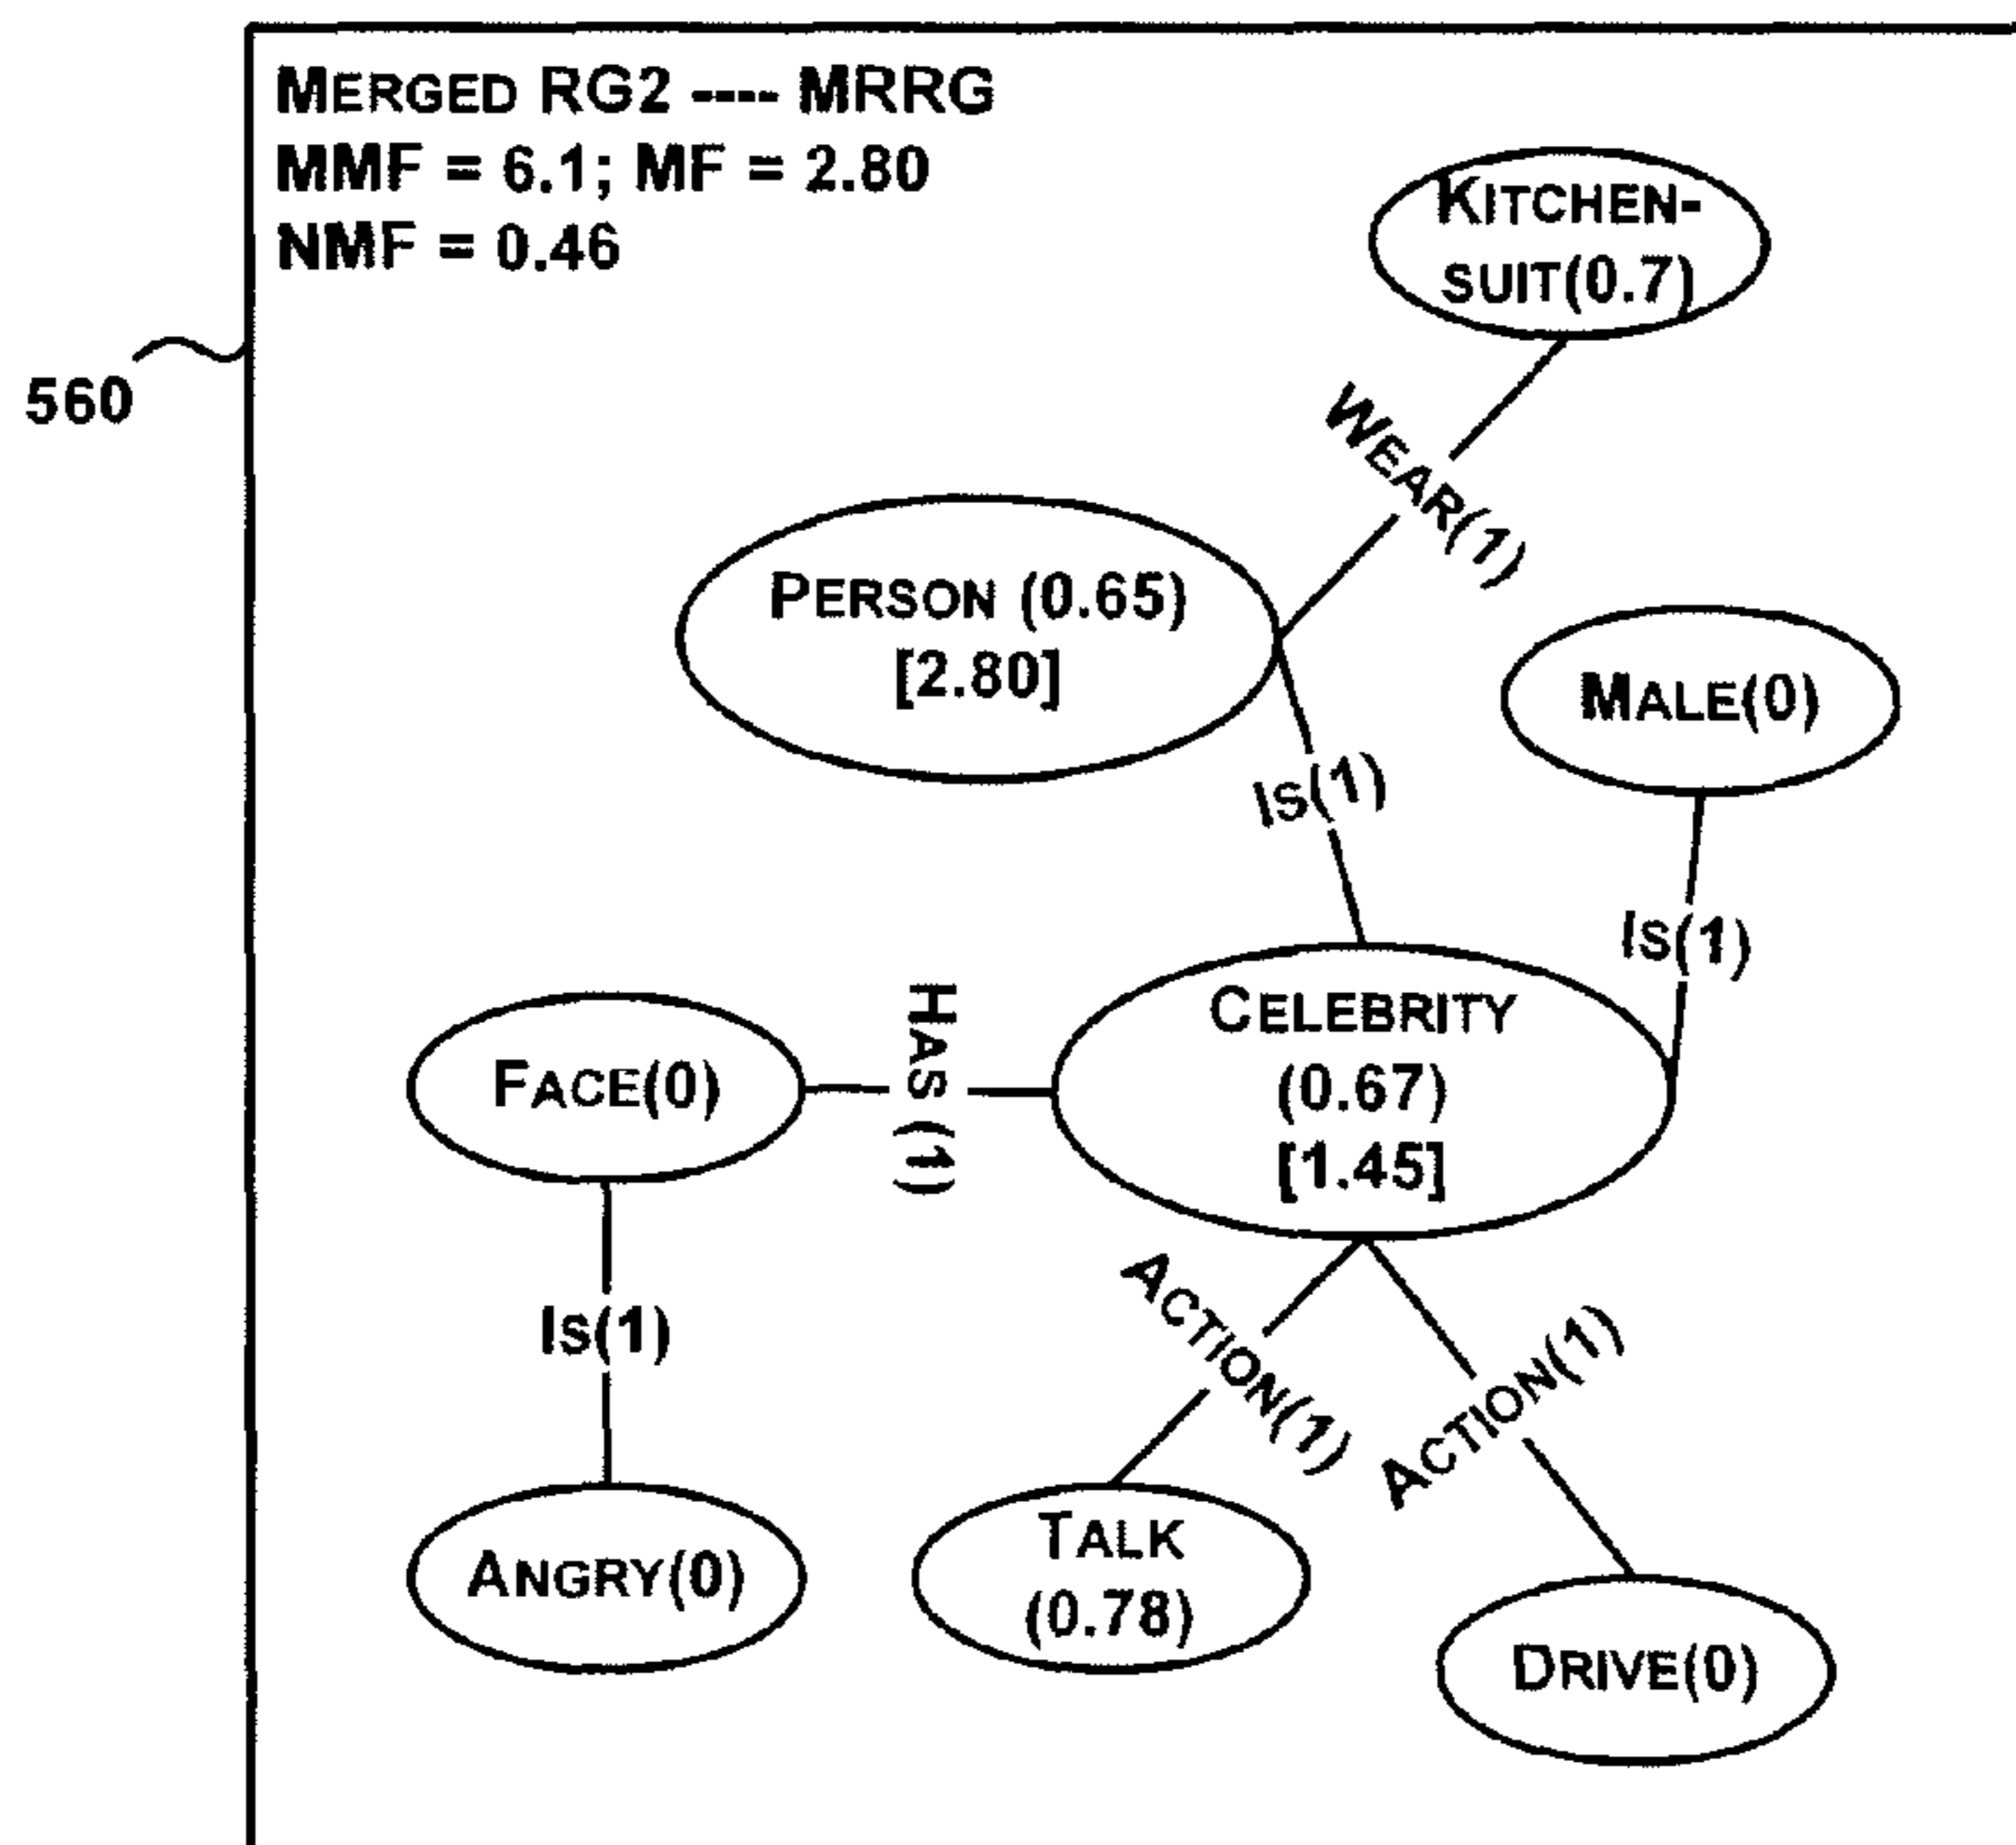 MERGED RG2 ---- MRRG
MMF = 6.1; MF = 2.80
NMF = 0.46
560
KITCHEN-
SUIT(0.7)
WEAR(1)
PERSON (0.65)
[2.80]
MALE(0)
IS(1)
IS(1)
CELEBRITY
(0.67)
[1.45]
HAS (1)
FACE(0)
IS(1)
ACTION(1)
ACTION(1)
ANGRY(0)
TALK
(0.78)
DRIVE(0)